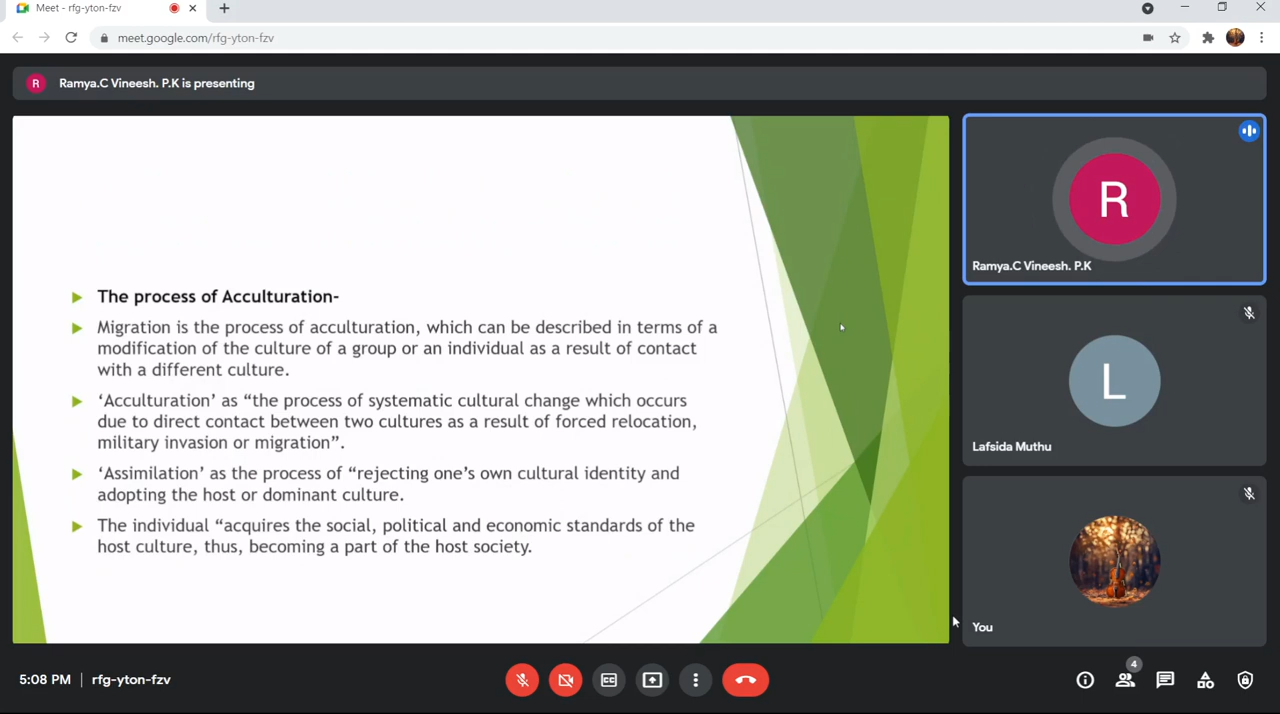 Meet - rfg-yton-fzv
meet.google.com/rfg-yton-fzv
R
Ramya.C Vineesh. P.K is presenting
The process of Acculturation-
Migration is the process of acculturation, which can be described in terms of a
modification of the culture of a group or an individual as a result of contact
with a different culture.
‘Acculturation’ as “the process of systematic cultural change which occurs
due to direct contact between two cultures as a result of forced relocation,
military invasion or migration”.
‘Assimilation’ as the process of “rejecting one’s own cultural identity and
adopting the host or dominant culture.
The individual “acquires the social, political and economic standards of the
host culture, thus, becoming a part of the host society.
R
Ramya.C Vineesh. P.K
L
Lafsida Muthu
You
5:08 PM | rfg-yton-fzv
CC
4